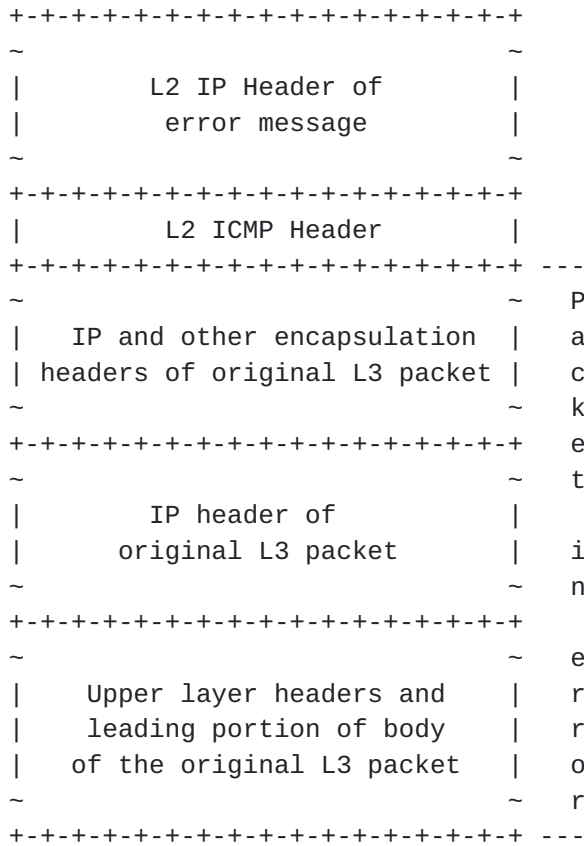 +-+-+-+-+-+-+-+-+-+-+-+-+-+-+-+-+
~                               ~
|        L2 IP Header of        |
|         error message         |
~                               ~
+-+-+-+-+-+-+-+-+-+-+-+-+-+-+-+-+
|         L2 ICMP Header        |
+-+-+-+-+-+-+-+-+-+-+-+-+-+-+-+-+ ---
~                               ~   P
|   IP and other encapsulation  |   a
| headers of original L3 packet |   c
~                               ~   k
+-+-+-+-+-+-+-+-+-+-+-+-+-+-+-+-+   e
~                               ~   t
|        IP header of           |
|      original L3 packet       |   i
~                               ~   n
+-+-+-+-+-+-+-+-+-+-+-+-+-+-+-+-+
~                               ~   e
|    Upper layer headers and    |   r
|    leading portion of body    |   r
|   of the original L3 packet   |   o
~                               ~   r
+-+-+-+-+-+-+-+-+-+-+-+-+-+-+-+-+ ---